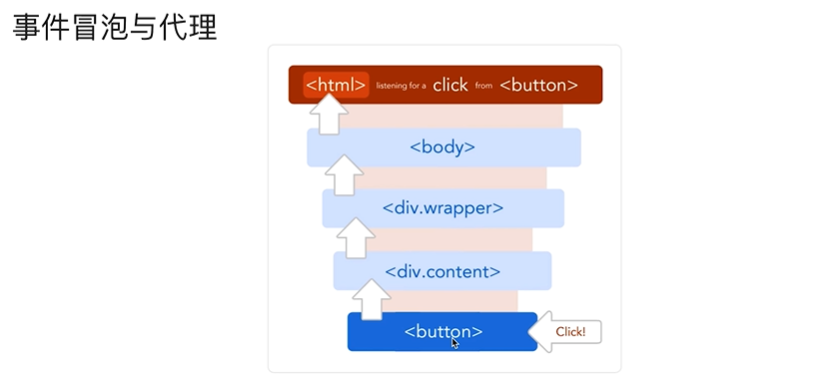 事件冒泡与代理
<html> listening for a click from <button>
<body>
<div.wrapper>
<div.content>
<button>
Click!